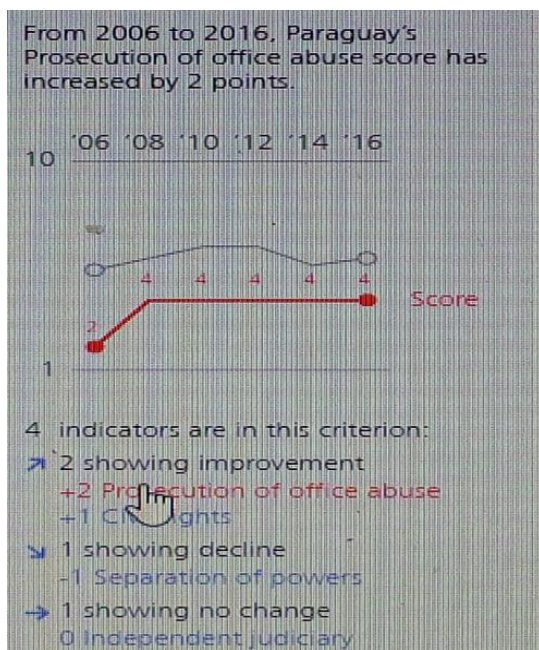 From 2006 to 2016, Paraguay's
Prosecution of office abuse score has
increased by 2 points.
'06 '08 '10 '12 '14 '16
10
4 4 4 4 4
Score
2
1
4 indicators are in this criterion:
2 showing improvement
+2 Prosecution of office abuse
+1
1 showing decline
-1 Separation of powers
1 showing no change
0 Independent judiciary